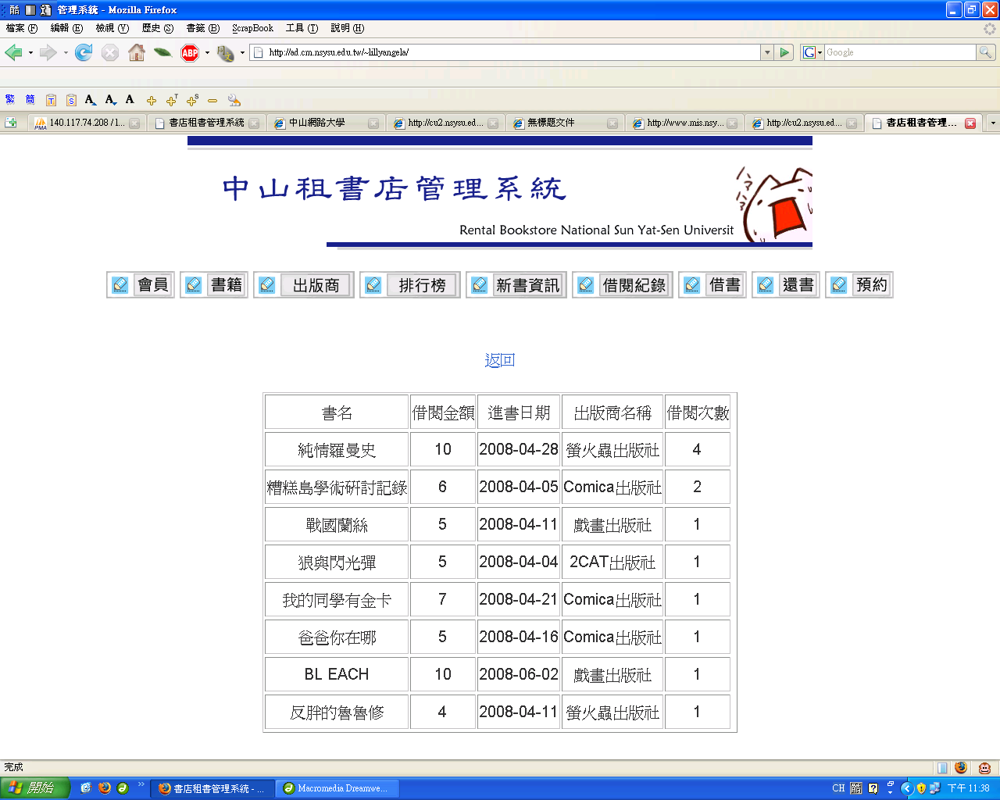 酷 管理系統 - Mozilla Firefox
檔案(F) 編輯(E) 檢視(V) 歷史(S) 書籤(B) ScrapBook 工具(T) 說明(H)
ABP http://ad.cm.nsysu.edu.tw/~lillyangela/ G Google
繁 簡 T S A A A T S
PMA 140.117.74.208 / l... 書店租書管理系統 中山網路大學 http://cu2.nsysu.ed... 無標題文件 http://www.mis.nsy... http://cu2.nsysu.ed... 書店租書管理...
中山租書店管理系統
ハァハァ
Rental Bookstore National Sun Yat-Sen Universit
會員 書籍 出版商 排行榜 新書資訊 借閱紀錄 借書 還書 預約
返回
書名 借閱金額 進書日期 出版商名稱 借閱次數
純情羅曼史 10 2008-04-28 螢火蟲出版社 4
糟糕島學術研討記錄 6 2008-04-05 Comica出版社 2
戰國蘭絲 5 2008-04-11 戲畫出版社 1
狼與閃光彈 5 2008-04-04 2CAT出版社 1
我的同學有金卡 7 2008-04-21 Comica出版社 1
爸爸你在哪 5 2008-04-16 Comica出版社 1
BL EACH 10 2008-06-02 戲畫出版社 1
反胖的魯魯修 4 2008-04-11 螢火蟲出版社 1
完成
開始 書店租書管理系統 - ... Macromedia Dreamwe... CH 酷 下午 11:38